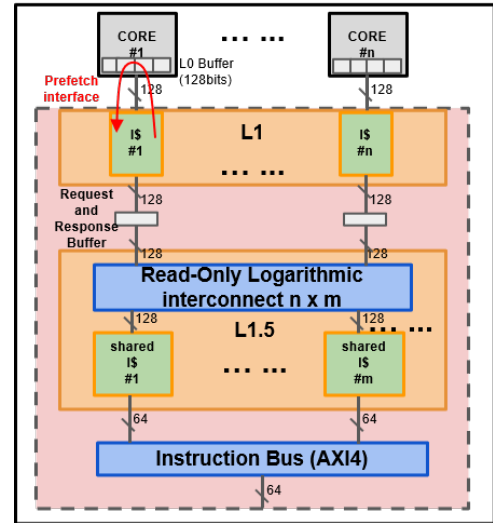 CORE
#1
... ...
CORE
#n
L0 Buffer
(128bits)
Prefetch
interface
128
128
I$
#1
L1
I$
#n
... ...
Request
and
Response
Buffer
128
128
128
128
Read-Only Logarithmic
interconnect n x m
128
128
... ...
L1.5
shared
I$
#1
shared
I$
#m
... ...
64
64
Instruction Bus (AXI4)
64